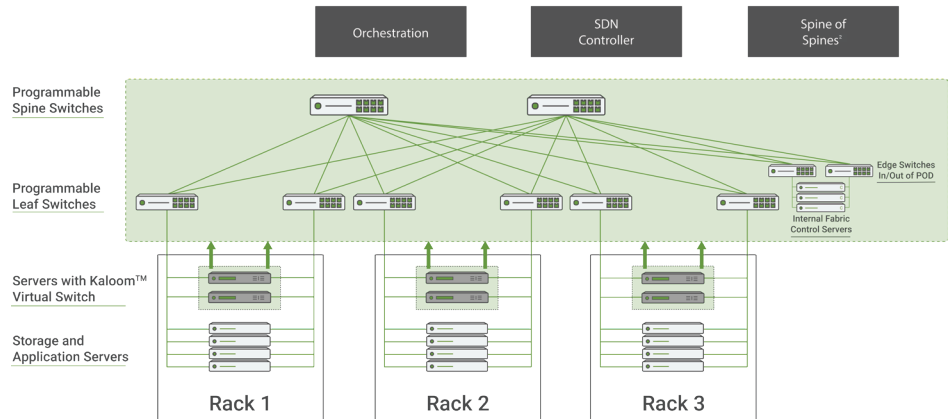 Orchestration
SDN
Controller
Spine of
Spines²
Programmable
Spine Switches
Edge Switches
In/Out of POD
Programmable
Leaf Switches
Internal Fabric
Control Servers
Servers with Kaloom™
Virtual Switch
Storage and
Application Servers
Rack 1
Rack 2
Rack 3